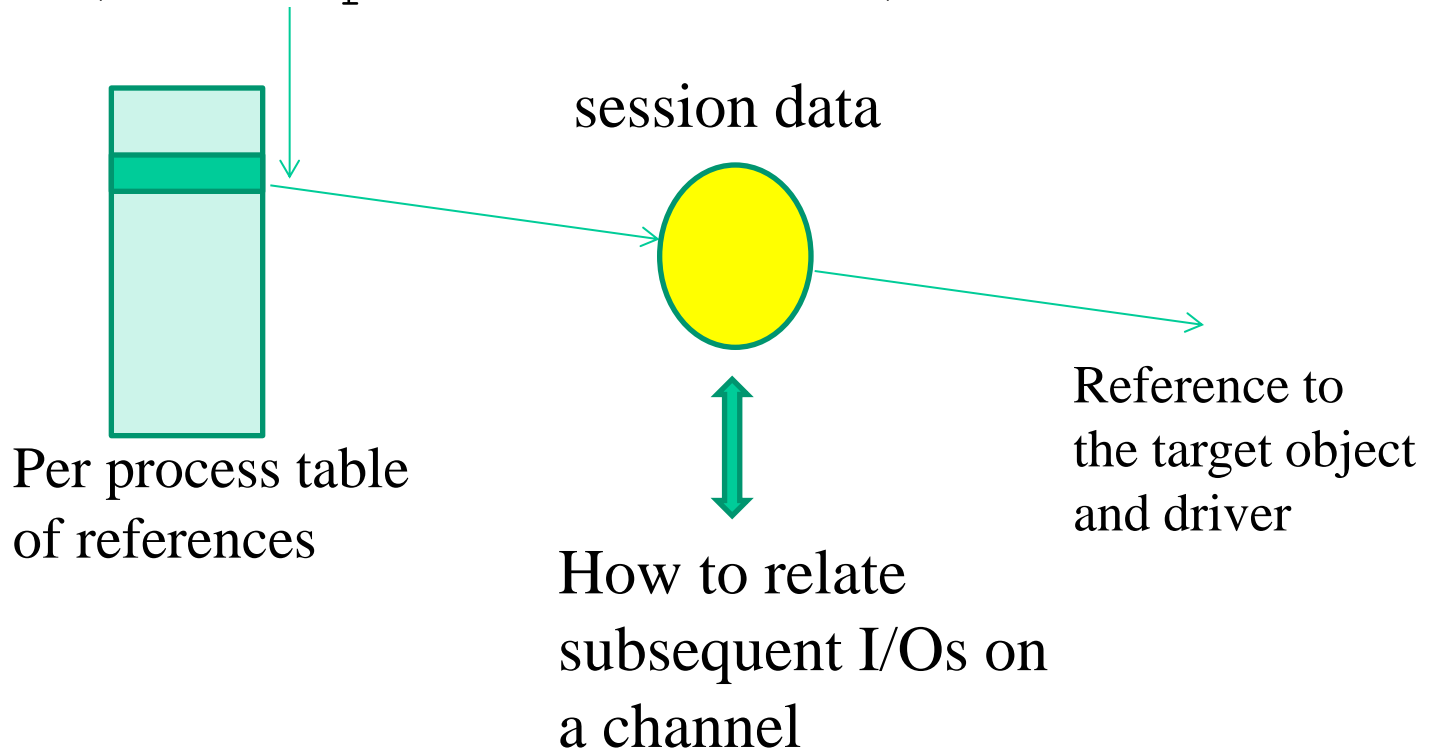 session data
Per process table
of references
Reference to
the target object
and driver
How to relate
subsequent I/Os on
a channel